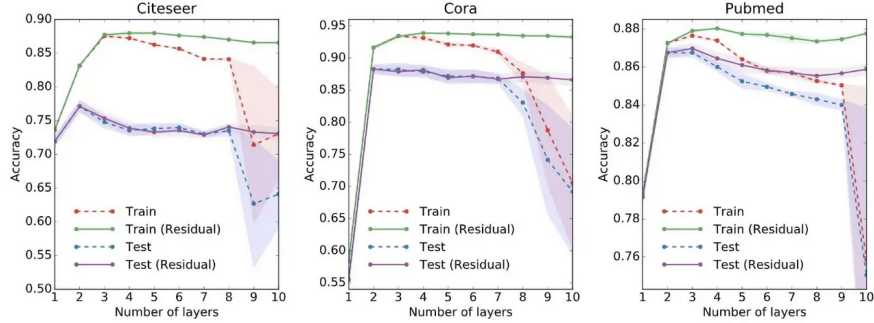 Citeseer
0.90
0.85
0.80
0.75
0.70
0.65
0.60
0.55
0.50
Accuracy
Train
Train (Residual)
Test
Test (Residual)
1 2 3 4 5 6 7 8 9 10
Number of layers
Cora
0.95
0.90
0.85
0.80
0.75
0.70
0.65
0.60
0.55
Accuracy
Train
Train (Residual)
Test
Test (Residual)
1 2 3 4 5 6 7 8 9 10
Number of layers
Pubmed
0.88
0.86
0.84
0.82
0.80
0.78
0.76
Accuracy
Train
Train (Residual)
Test
Test (Residual)
1 2 3 4 5 6 7 8 9 10
Number of layers